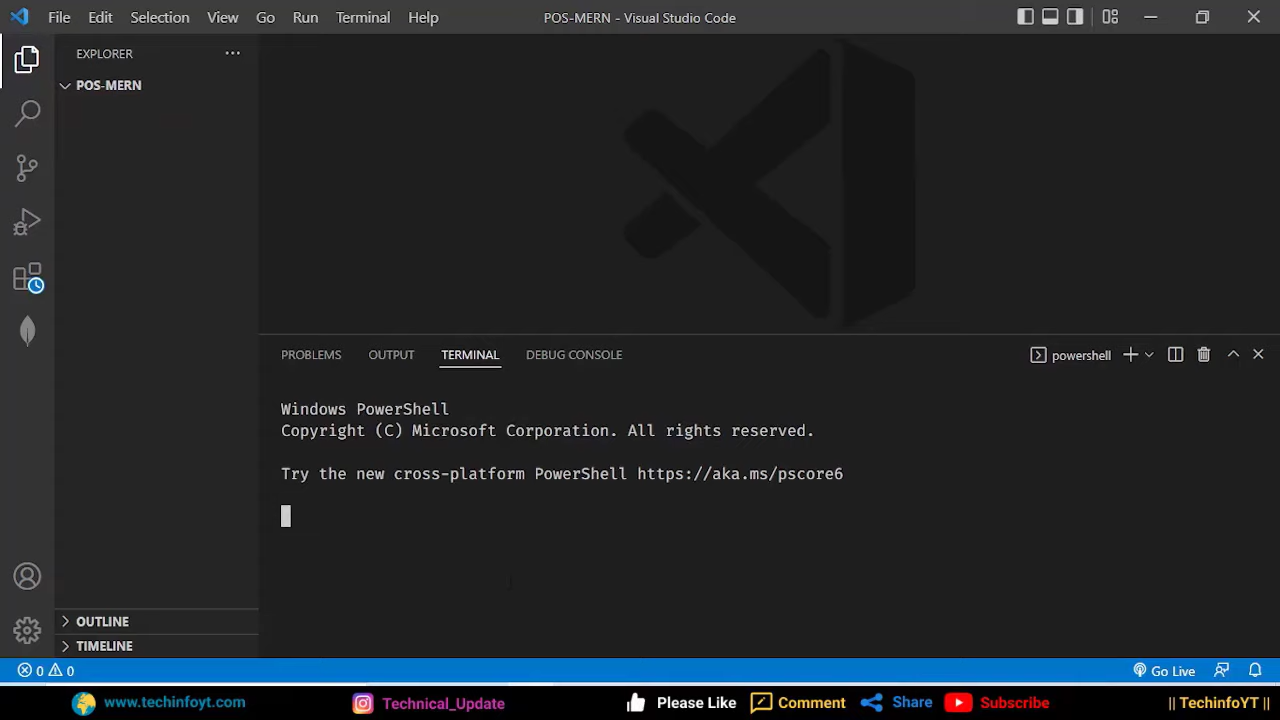 File Edit Selection View Go Run Terminal Help POS-MERN - Visual Studio Code
EXPLORER
POS-MERN
PROBLEMS OUTPUT TERMINAL DEBUG CONSOLE powershell
Windows PowerShell
Copyright (C) Microsoft Corporation. All rights reserved.
Try the new cross-platform PowerShell https://aka.ms/pscore6
OUTLINE
TIMELINE
0 0 Go Live
www.techinfoyt.com Technical_Update Please Like Comment Share Subscribe || TechinfoYT ||